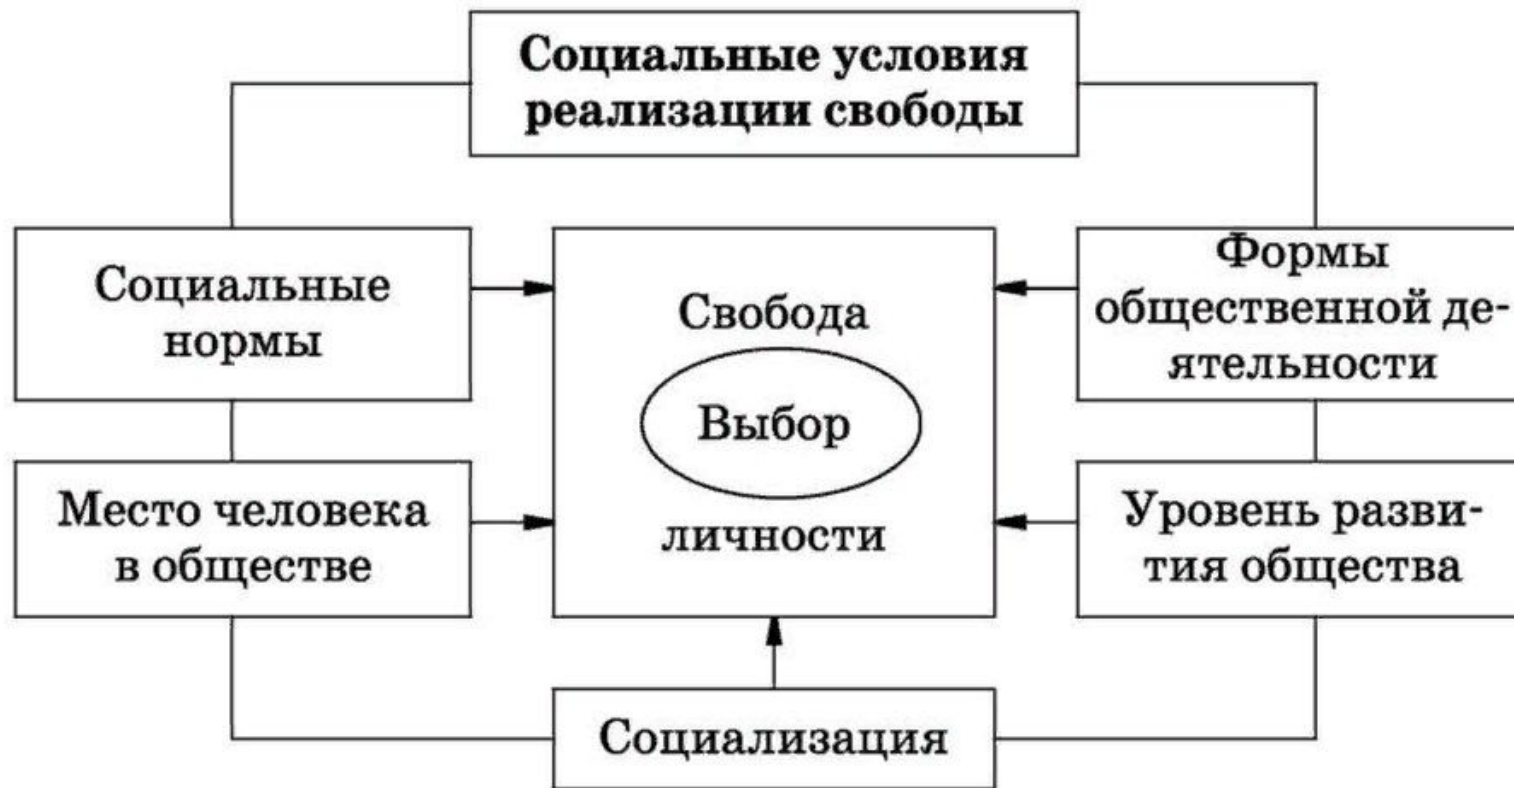 Социальные условия
реализации свободы
Социальные
нормы
Место человека
в обществе
Свобода
Выбор
личности
Формы
общественной де-
ятельности
Уровень разви-
тия общества
Социализация